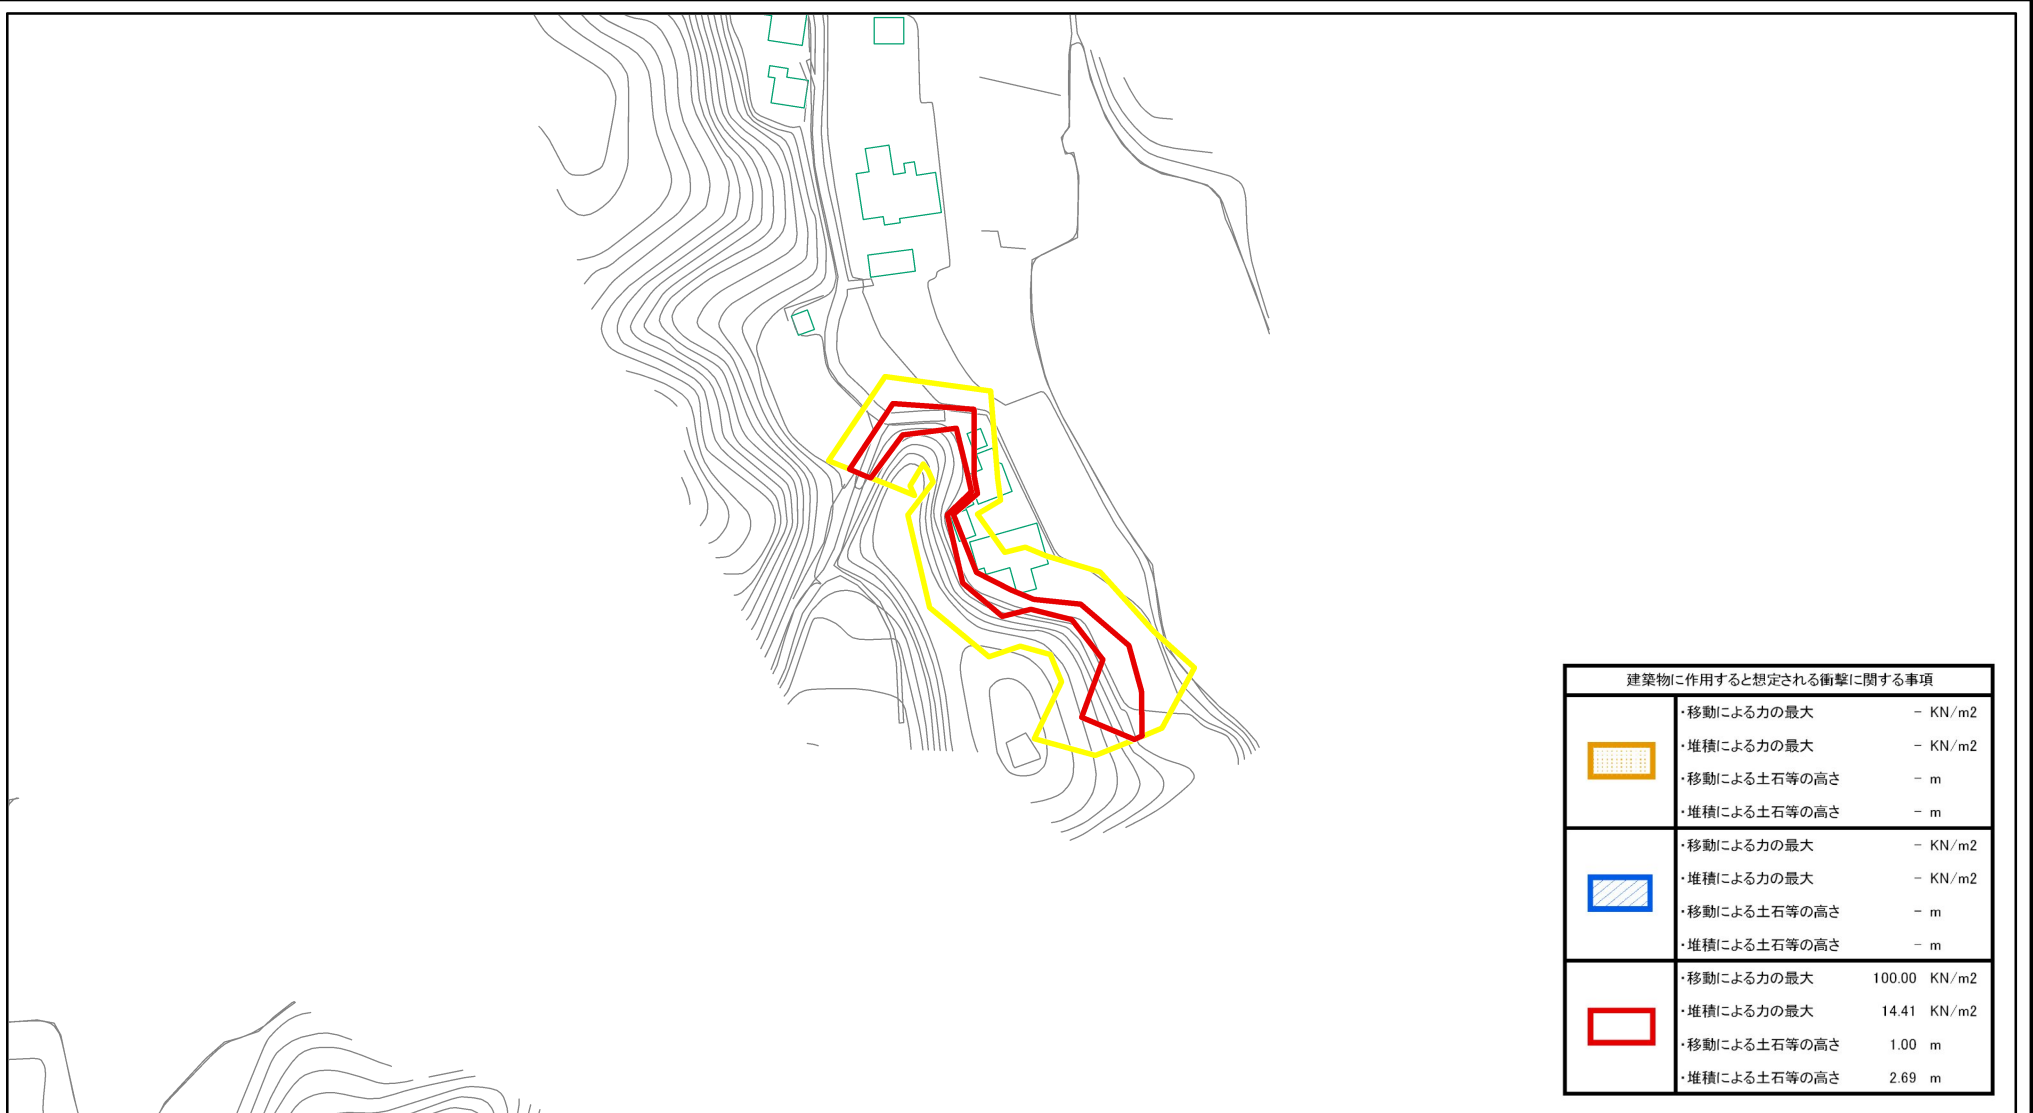 建築物に作用すると想定される衝撃に関する事項
・移動による力の最大 － KN/m2
・堆積による力の最大 － KN/m2
・移動による土石等の高さ － m
・堆積による土石等の高さ － m
・移動による力の最大 － KN/m2
・堆積による力の最大 － KN/m2
・移動による土石等の高さ － m
・堆積による土石等の高さ － m
・移動による力の最大 100.00 KN/m2
・堆積による力の最大 14.41 KN/m2
・移動による土石等の高さ 1.00 m
・堆積による土石等の高さ 2.69 m